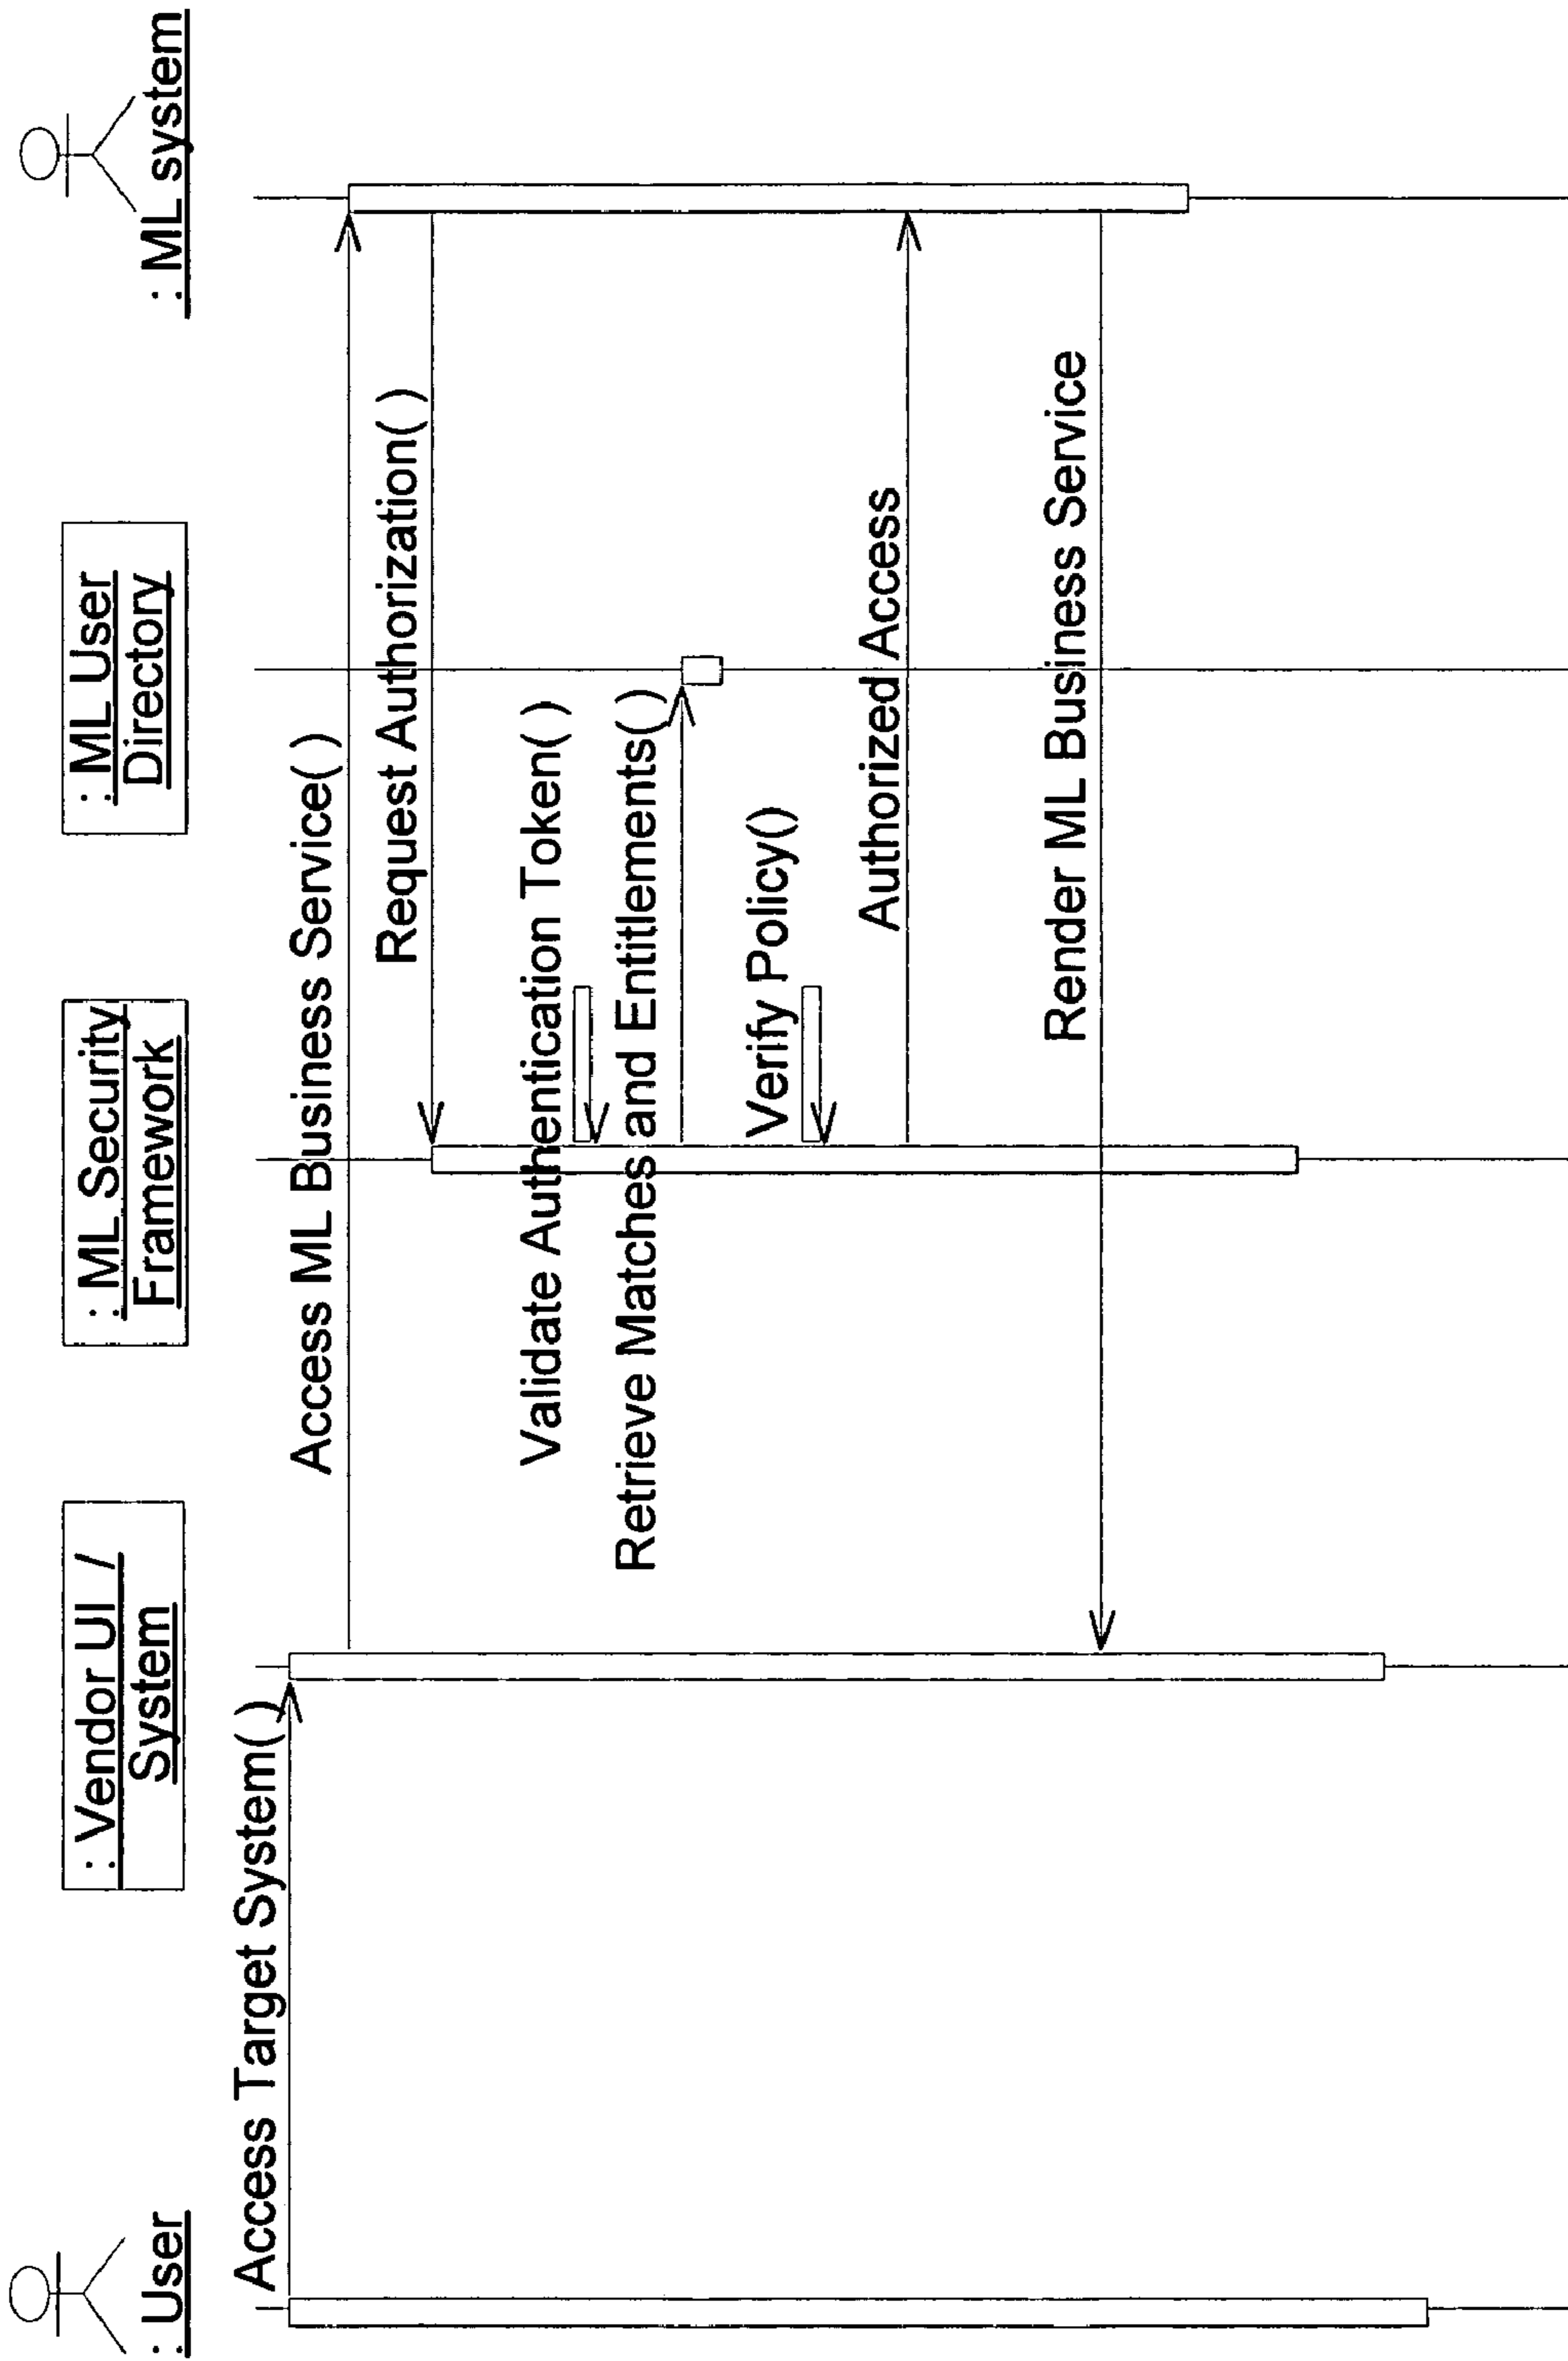 : User
: Vendor UI /
System
: ML Security
Framework
: ML User
Directory
: ML system
Access Target System( )
Access ML Business Service( )
Request Authorization( )
Validate Authentication Token( )
Retrieve Matches and Entitlements( )
Verify Policy()
Authorized Access
Render ML Business Service